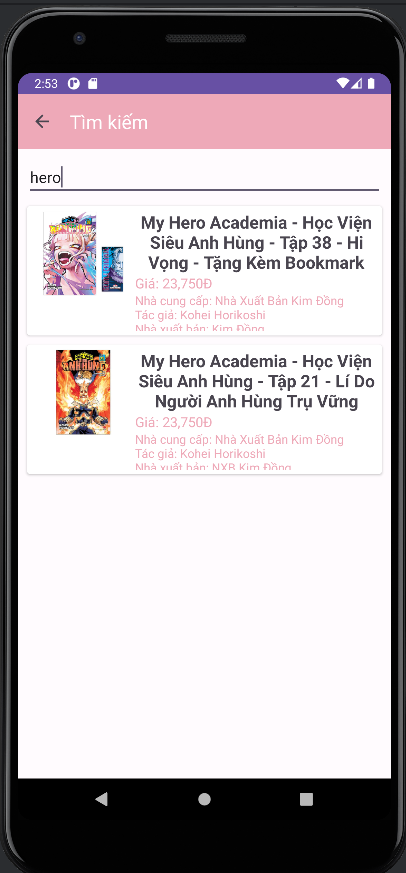 2:53
Tìm kiếm
hero
My Hero Academia - Học Viện
Siêu Anh Hùng - Tập 38 - Hi
Vọng - Tặng Kèm Bookmark
Giá: 23,750Đ
Nhà cung cấp: Nhà Xuất Bản Kim Đồng
Tác giả: Kohei Horikoshi
Nhà xuất bản: Kim Đồng
ANH HÙNG
My Hero Academia - Học Viện
Siêu Anh Hùng - Tập 21 - Lí Do
Người Anh Hùng Trụ Vững
Giá: 23,750Đ
Nhà cung cấp: Nhà Xuất Bản Kim Đồng
Tác giả: Kohei Horikoshi
Nhà xuất bản: NXB Kim Đồng